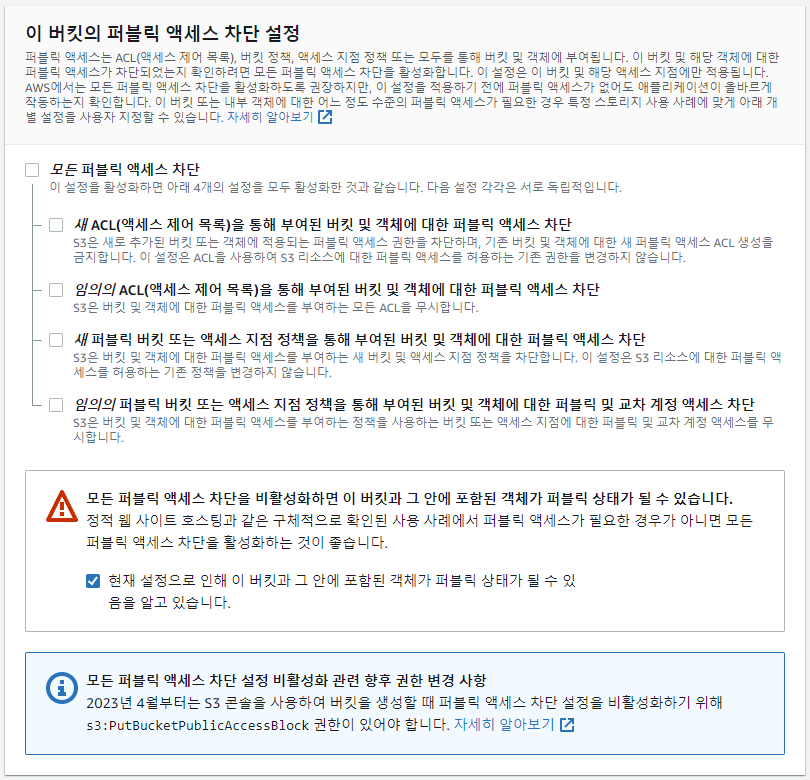 이 버킷의 퍼블릭 액세스 차단 설정
퍼블릭 액세스는 ACL(액세스 제어 목록), 버킷 정책, 액세스 지점 정책 또는 모두를 통해 버킷 및 객체에 부여됩니다. 이 버킷 및 해당 객체에 대한
퍼블릭 액세스가 차단되었는지 확인하려면 모든 퍼블릭 액세스 차단을 활성화합니다. 이 설정은 이 버킷 및 해당 액세스 지점에만 적용됩니다.
AWS에서는 모든 퍼블릭 액세스 차단을 활성화하도록 권장하지만, 이 설정을 적용하기 전에 퍼블릭 액세스가 없어도 애플리케이션이 올바르게
작동하는지 확인합니다. 이 버킷 또는 내부 객체에 대한 어느 정도 수준의 퍼블릭 액세스가 필요한 경우 특정 스토리지 사용 사례에 맞게 아래 개
별 설정을 사용자 지정할 수 있습니다. 자세히 알아보기
모든 퍼블릭 액세스 차단
이 설정을 활성화하면 아래 4개의 설정을 모두 활성화한 것과 같습니다. 다음 설정 각각은 서로 독립적입니다.
새 ACL(액세스 제어 목록)을 통해 부여된 버킷 및 객체에 대한 퍼블릭 액세스 차단
S3은 새로 추가된 버킷 또는 객체에 적용되는 퍼블릭 액세스 권한을 차단하며, 기존 버킷 및 객체에 대한 새 퍼블릭 액세스 ACL 생성을
금지합니다. 이 설정은 ACL을 사용하여 S3 리소스에 대한 퍼블릭 액세스를 허용하는 기존 권한을 변경하지 않습니다.
임의의 ACL(액세스 제어 목록)을 통해 부여된 버킷 및 객체에 대한 퍼블릭 액세스 차단
S3은 버킷 및 객체에 대한 퍼블릭 액세스를 부여하는 모든 ACL을 무시합니다.
새 퍼블릭 버킷 또는 액세스 지점 정책을 통해 부여된 버킷 및 객체에 대한 퍼블릭 액세스 차단
S3은 버킷 및 객체에 대한 퍼블릭 액세스를 부여하는 새 버킷 및 액세스 지점 정책을 차단합니다. 이 설정은 S3 리소스에 대한 퍼블릭 액
세스를 허용하는 기존 정책을 변경하지 않습니다.
임의의 퍼블릭 버킷 또는 액세스 지점 정책을 통해 부여된 버킷 및 객체에 대한 퍼블릭 및 교차 계정 액세스 차단
S3은 버킷 및 객체에 대한 퍼블릭 액세스를 부여하는 정책을 사용하는 버킷 또는 액세스 지점에 대한 퍼블릭 및 교차 계정 액세스를 무
시합니다.
모든 퍼블릭 액세스 차단을 비활성화하면 이 버킷과 그 안에 포함된 객체가 퍼블릭 상태가 될 수 있습니다.
정적 웹 사이트 호스팅과 같은 구체적으로 확인된 사용 사례에서 퍼블릭 액세스가 필요한 경우가 아니면 모든
퍼블릭 액세스 차단을 활성화하는 것이 좋습니다.
현재 설정으로 인해 이 버킷과 그 안에 포함된 객체가 퍼블릭 상태가 될 수 있
음을 알고 있습니다.
모든 퍼블릭 액세스 차단 설정 비활성화 관련 향후 권한 변경 사항
2023년 4월부터는 S3 콘솔을 사용하여 버킷을 생성할 때 퍼블릭 액세스 차단 설정을 비활성화하기 위해
s3:PutBucketPublicAccessBlock 권한이 있어야 합니다. 자세히 알아보기